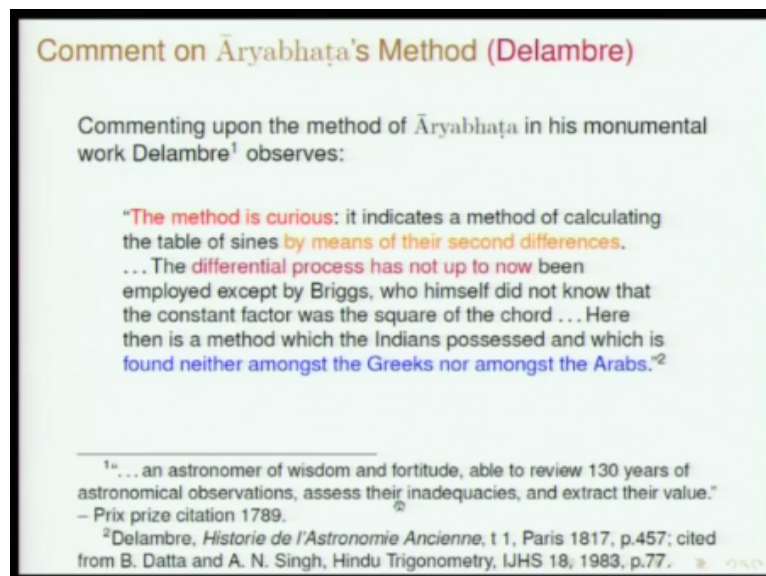 Comment on Āryabhaṭa's Method (Delambre)
Commenting upon the method of Āryabhaṭa in his monumental
work Delambre¹ observes:
“The method is curious: it indicates a method of calculating
the table of sines by means of their second differences.
...The differential process has not up to now been
employed except by Briggs, who himself did not know that
the constant factor was the square of the chord ...Here
then is a method which the Indians possessed and which is
found neither amongst the Greeks nor amongst the Arabs.”²
¹“...an astronomer of wisdom and fortitude, able to review 130 years of
astronomical observations, assess their inadequacies, and extract their value.”
– Prix prize citation 1789.
²Delambre, Historie de l'Astronomie Ancienne, t 1, Paris 1817, p.457; cited
from B. Datta and A. N. Singh, Hindu Trigonometry, IJHS 18, 1983, p.77.